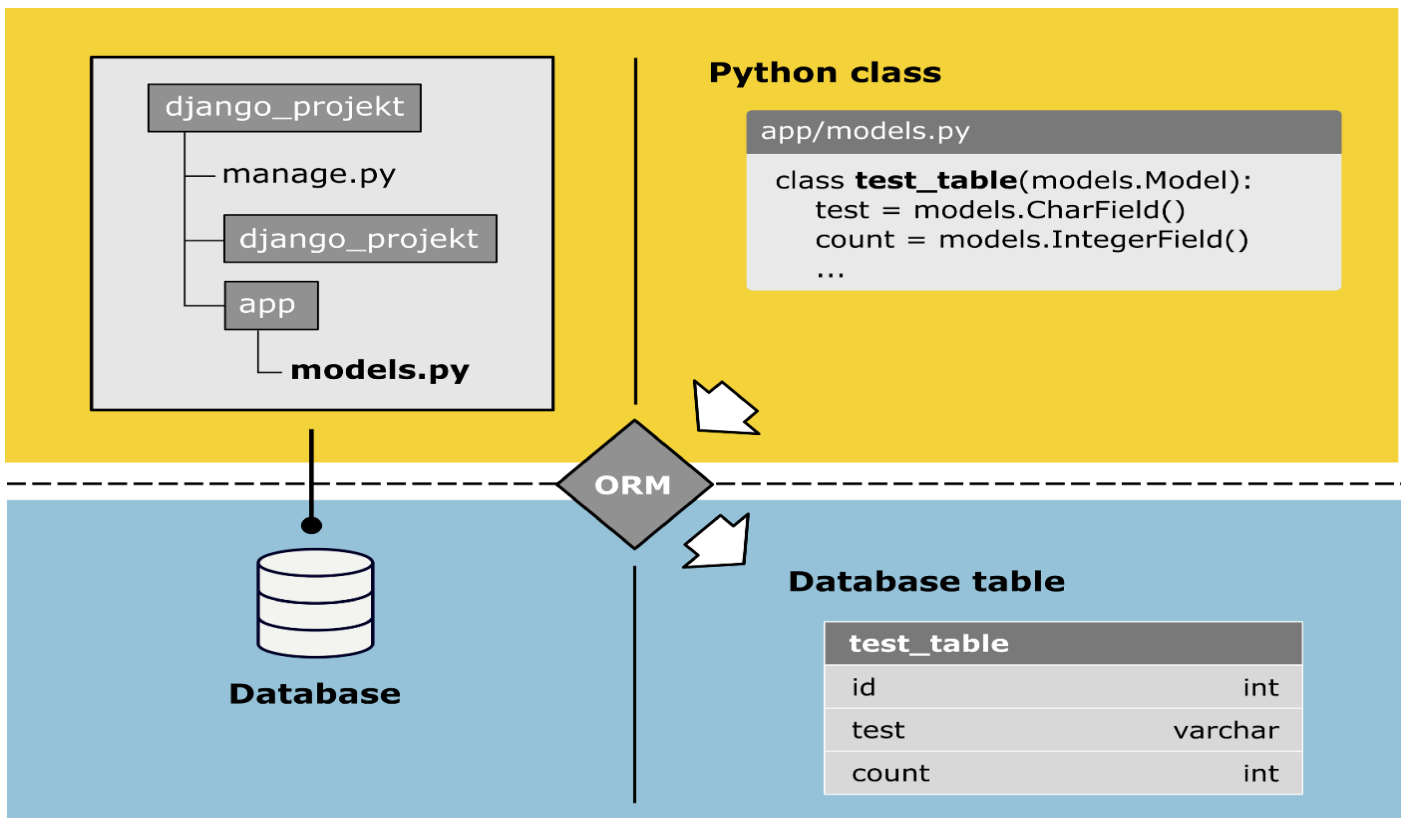 django_projekt
manage.py
django_projekt
app
models.py
Python class
app/models.py
class test_table(models.Model):
test = models.CharField()
count = models.IntegerField()
...
ORM
Database
Database table
test_table
id int
test varchar
count int